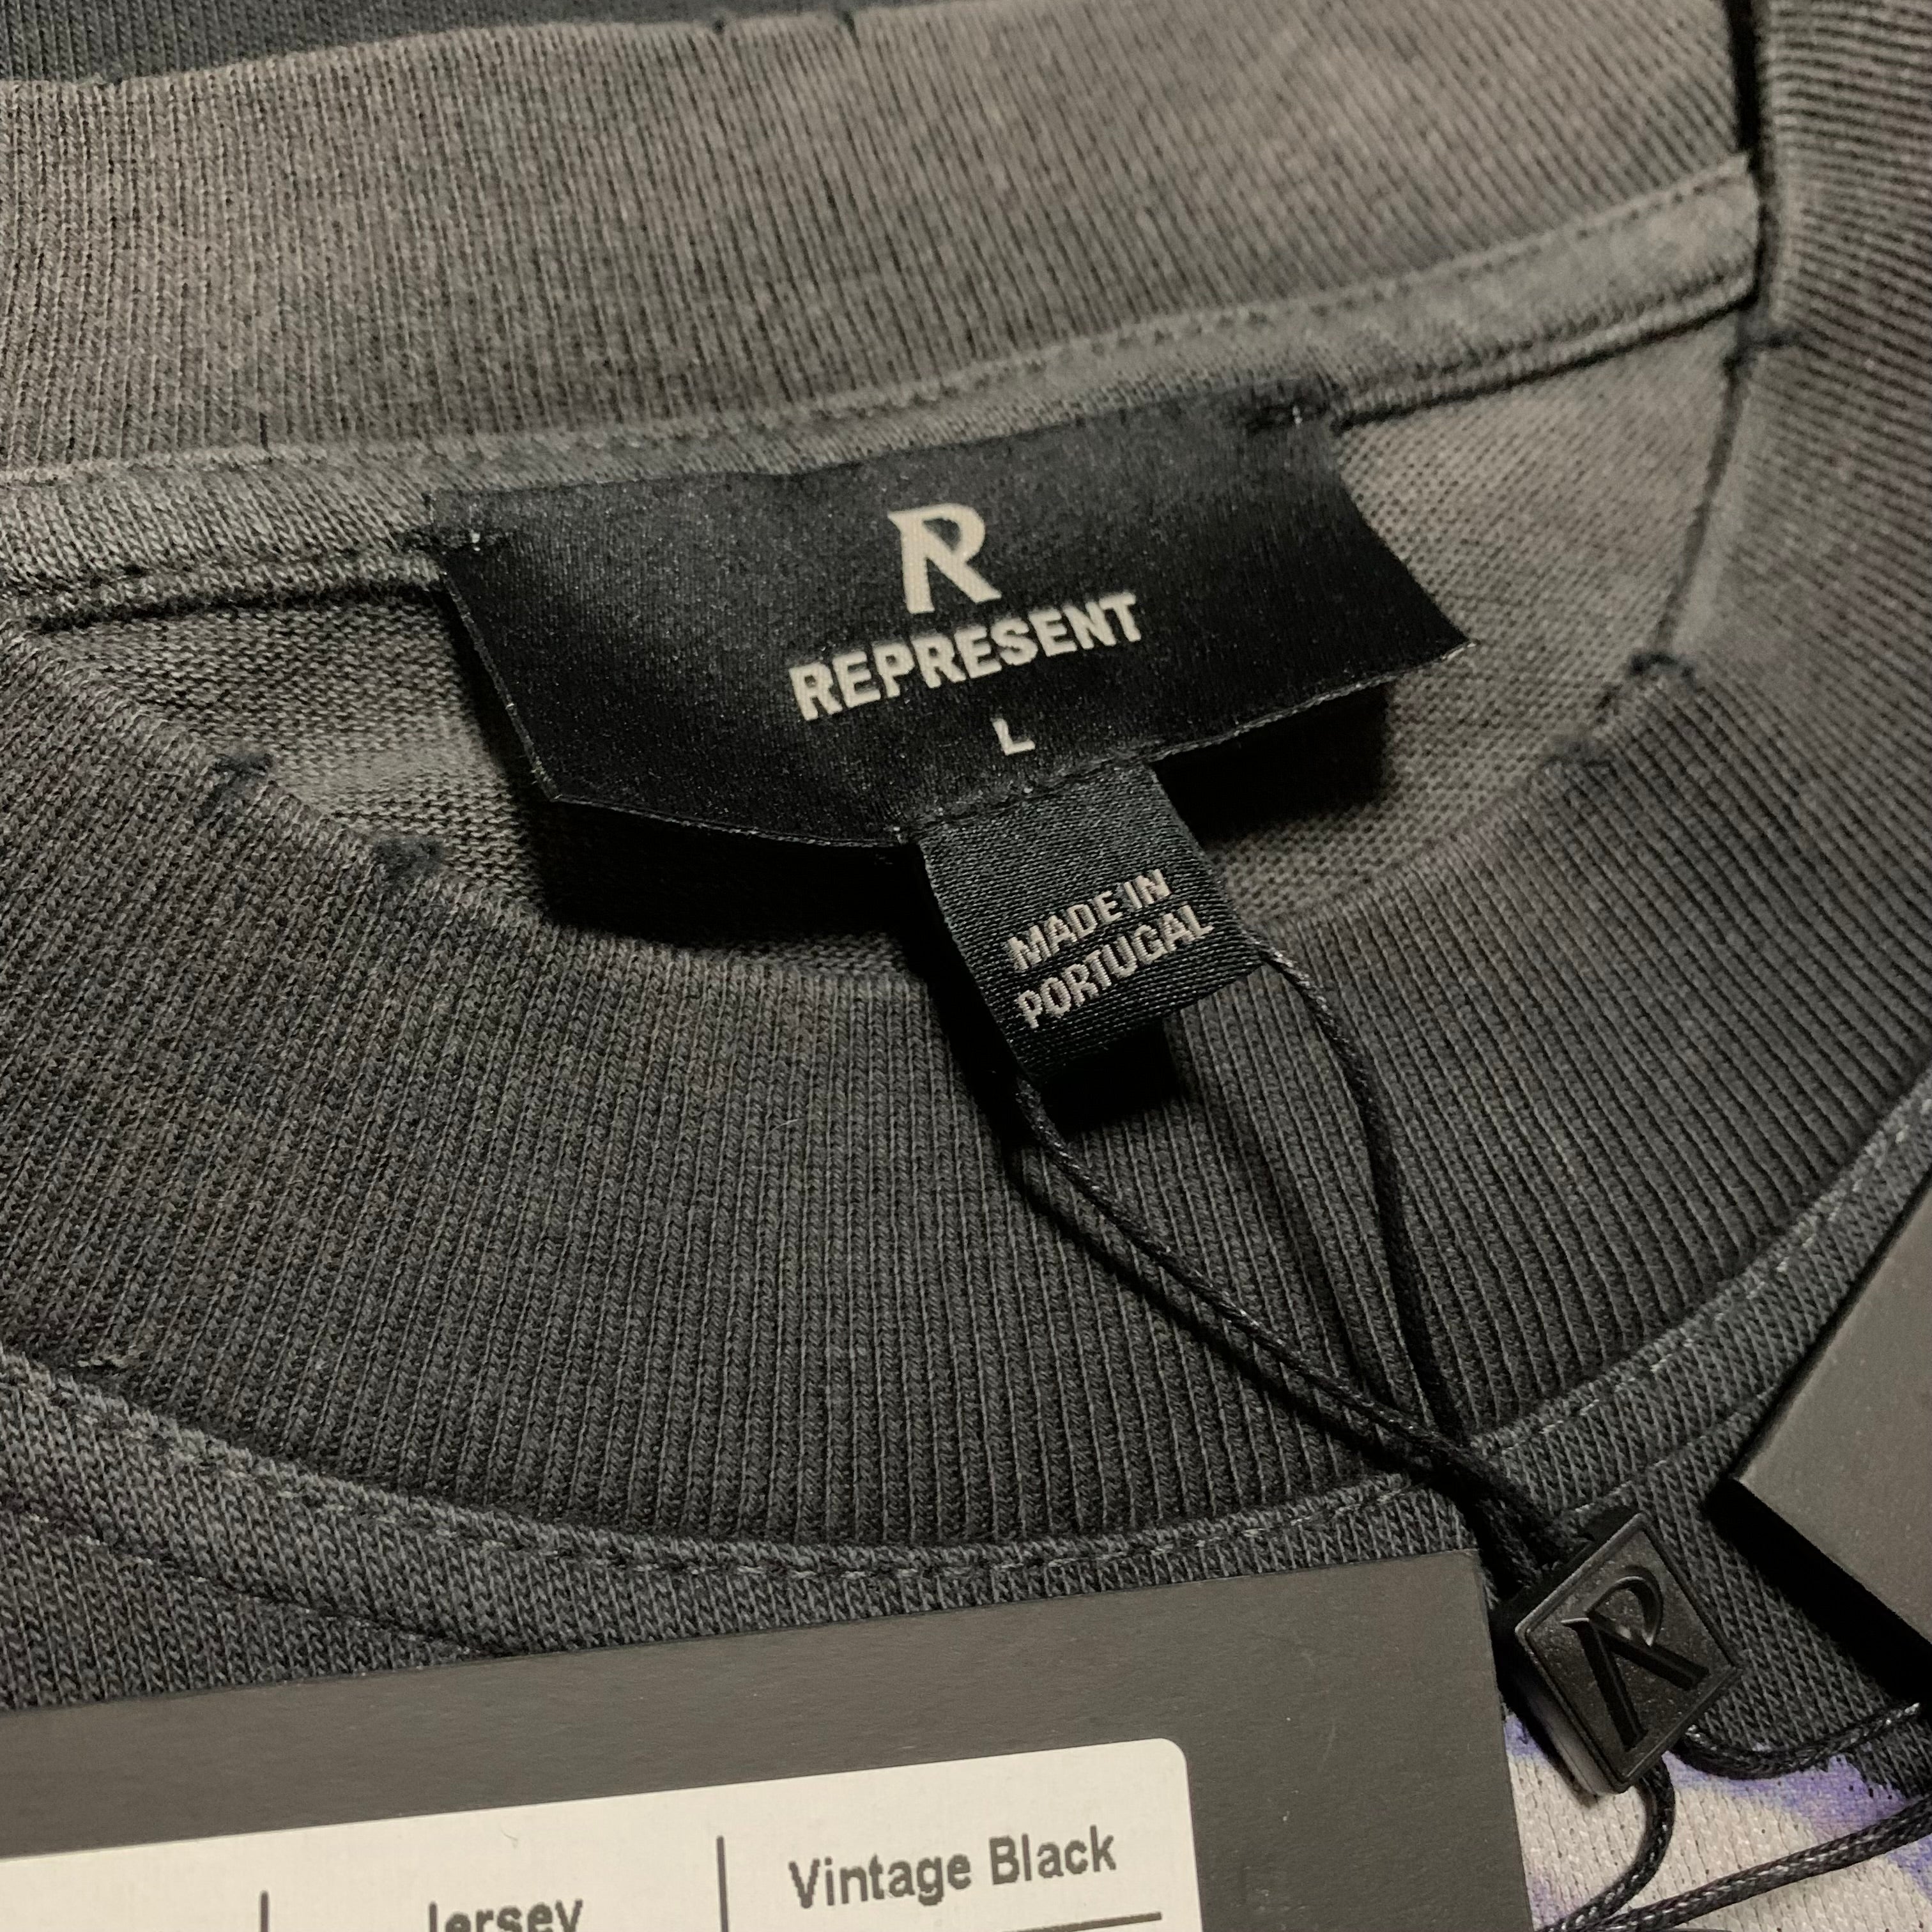 R
REPRESENT
L
MADE IN
PORTUGAL
R
Jersey
Vintage Black